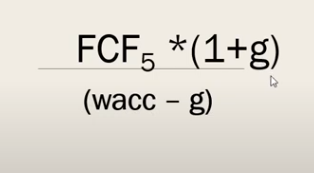 FCF₅ *(1+g)
(wacc – g)